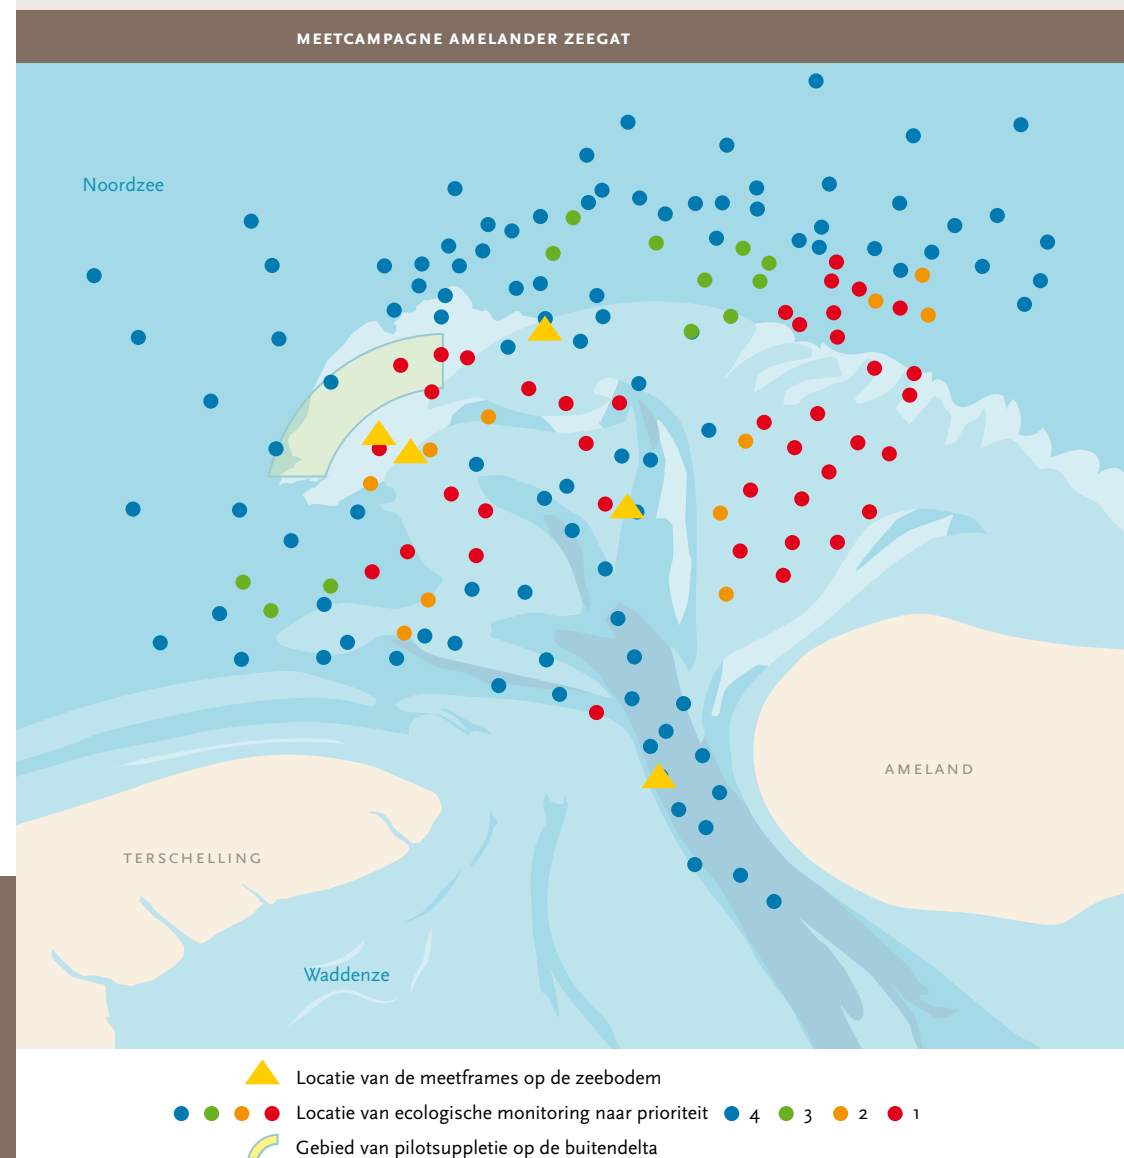 MEETCAMPAGNE AMELANDER ZEEGAT
Noordzee
AMELAND
TERSCHELLING
Waddenze
Locatie van de meetframes op de zeebodem
Locatie van ecologische monitoring naar prioriteit 4 3 2 1
Gebied van pilotsuppletie op de buitendelta